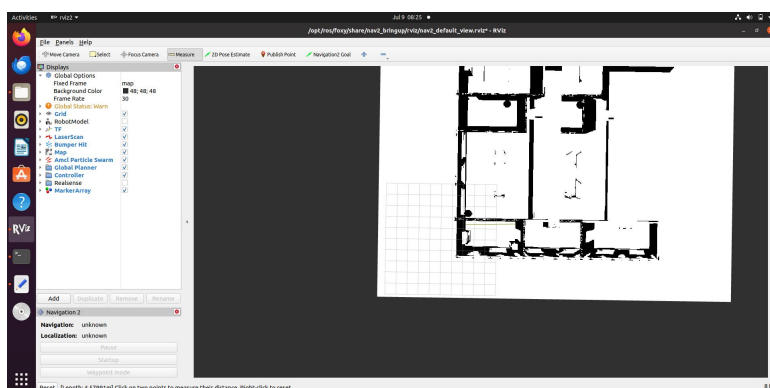 Activities
rviz2
Jul 9 08:25
/opt/ros/foxy/share/nav2_bringup/rviz/nav2_default_view.rviz* - RViz
File Panels Help
Move Camera Select Focus Camera Measure 2D Pose Estimate Publish Point Navigation2 Goal
Displays
Global Options
Fixed Frame map
Background Color 48; 48; 48
Frame Rate 30
Global Status: Warn
Grid
RobotModel
TF
LaserScan
Bumper Hit
Map
Amcl Particle Swarm
Global Planner
Controller
Realsense
MarkerArray
RViz
Add Duplicate Remove Rename
Navigation 2
Navigation: unknown
Localization: unknown
Pause
Startup
Waypoint mode
Reset [Length: 4.57991m] Click on two points to measure their distance. Right-click to reset.